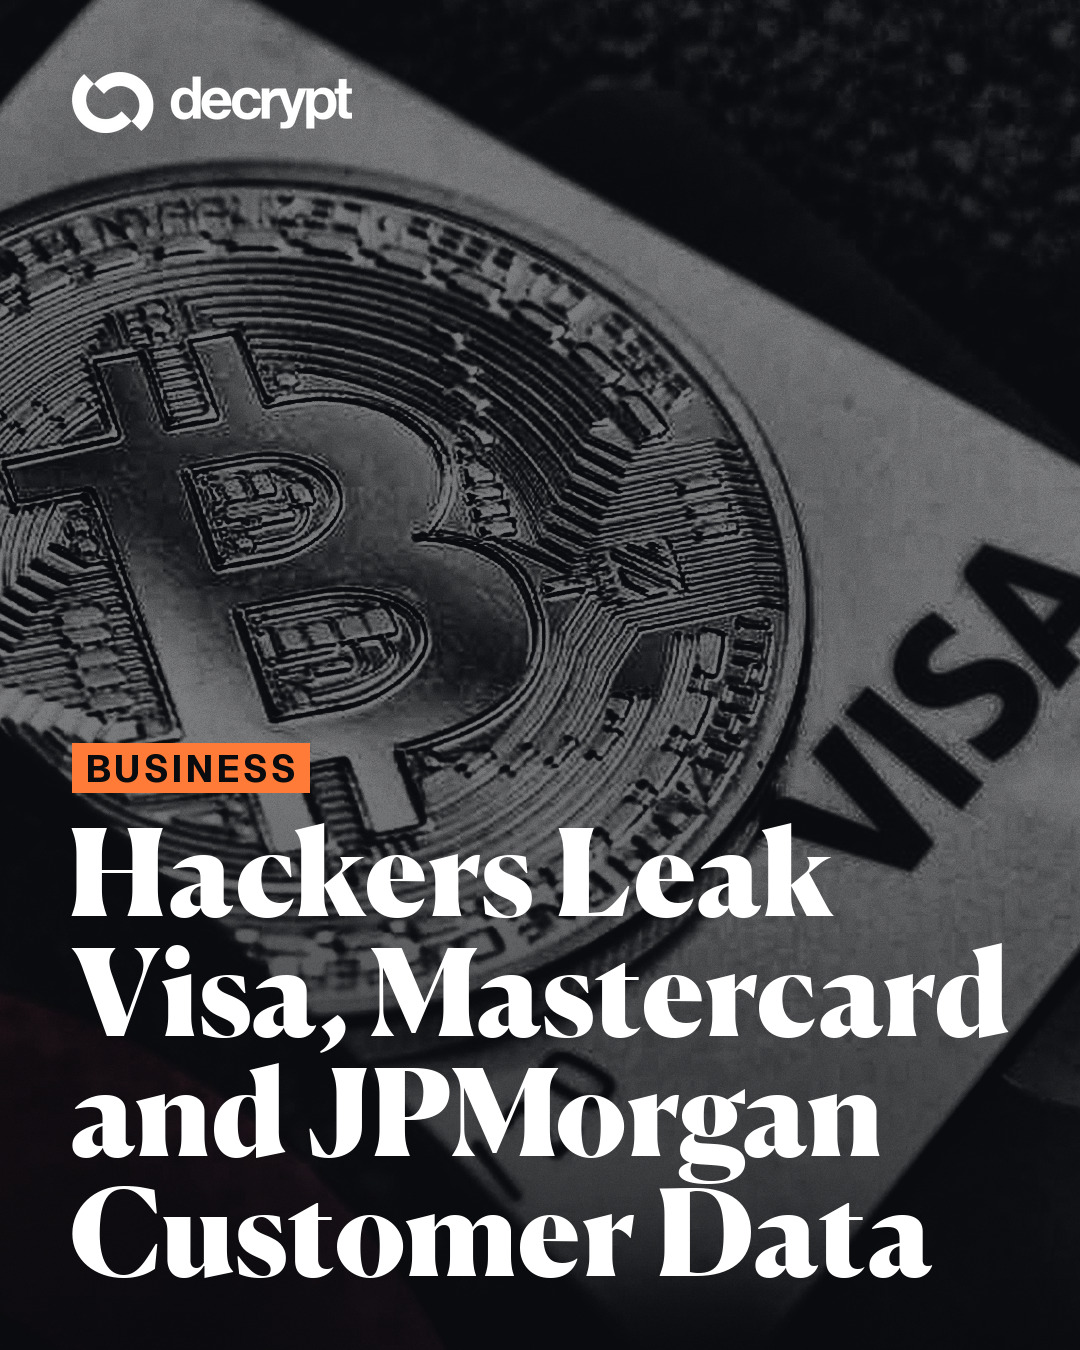 decrypt
VISA
BUSINESS
Hackers Leak
Visa, Mastercard
and JPMorgan
Customer Data